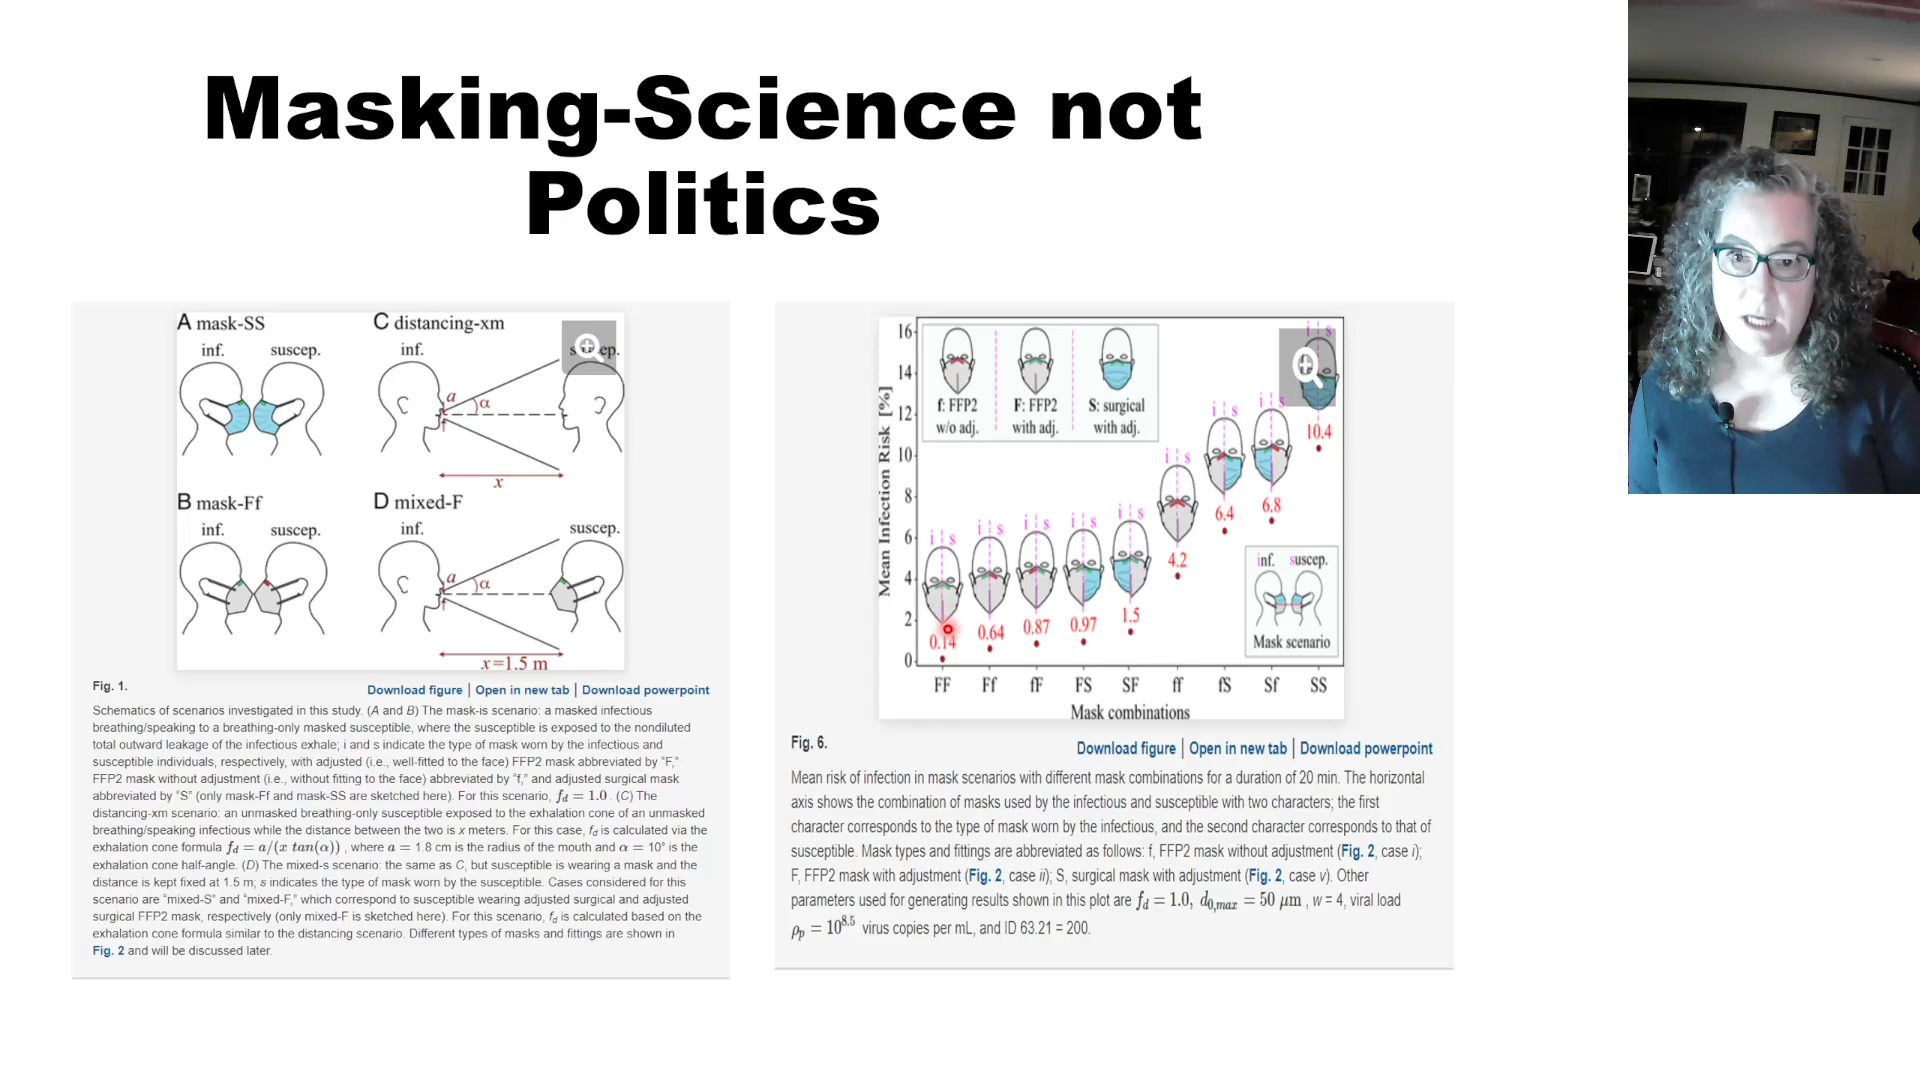 Masking-Science not
Politics
A mask-SS
inf. suscep.
C distancing-xm
inf.
a
α
x
B mask-Ff
inf. suscep.
D mixed-F
inf. suscep.
a
α
x=1.5 m
Fig. 1.
Download figure | Open in new tab | Download powerpoint
Schematics of scenarios investigated in this study. (A and B) The mask-is scenario: a masked infectious
breathing/speaking to a breathing-only masked susceptible, where the susceptible is exposed to the nondiluted
total outward leakage of the infectious exhale; i and s indicate the type of mask worn by the infectious and
susceptible individuals, respectively, with adjusted (i.e., well-fitted to the face) FFP2 mask abbreviated by "F,"
FFP2 mask without adjustment (i.e., without fitting to the face) abbreviated by "f," and adjusted surgical mask
abbreviated by "S" (only mask-Ff and mask-SS are sketched here). For this scenario, fd = 1.0 . (C) The
distancing-xm scenario: an unmasked breathing-only susceptible exposed to the exhalation cone of an unmasked
breathing/speaking infectious while the distance between the two is x meters. For this case, fd is calculated via the
exhalation cone formula fd = a/(x tan(α)) , where a = 1.8 cm is the radius of the mouth and α = 10° is the
exhalation cone half-angle. (D) The mixed-s scenario: the same as C, but susceptible is wearing a mask and the
distance is kept fixed at 1.5 m; s indicates the type of mask worn by the susceptible. Cases considered for this
scenario are "mixed-S" and "mixed-F," which correspond to susceptible wearing adjusted surgical and adjusted
surgical FFP2 mask, respectively (only mixed-F is sketched here). For this scenario, fd is calculated based on the
exhalation cone formula similar to the distancing scenario. Different types of masks and fittings are shown in
Fig. 2 and will be discussed later.
Mean Infection Risk [%]
16
14
12
10
8
6
4
2
0
f: FFP2
w/o adj.
F: FFP2
with adj.
S: surgical
with adj.
i s
i s
i s
i s
i s
i s
i s
i s
i s
0.14
0.64
0.87
0.97
1.5
4.2
6.4
6.8
10.4
inf. suscep.
Mask scenario
FF Ff fF FS SF ff fS Sf SS
Mask combinations
Fig. 6.
Download figure | Open in new tab | Download powerpoint
Mean risk of infection in mask scenarios with different mask combinations for a duration of 20 min. The horizontal
axis shows the combination of masks used by the infectious and susceptible with two characters; the first
character corresponds to the type of mask worn by the infectious, and the second character corresponds to that of
susceptible. Mask types and fittings are abbreviated as follows: f, FFP2 mask without adjustment (Fig. 2, case i);
F, FFP2 mask with adjustment (Fig. 2, case ii); S, surgical mask with adjustment (Fig. 2, case v). Other
parameters used for generating results shown in this plot are fd = 1.0, d0,max = 50 μm , w = 4, viral load
ρp = 10^8.5 virus copies per mL, and ID 63.21 = 200.